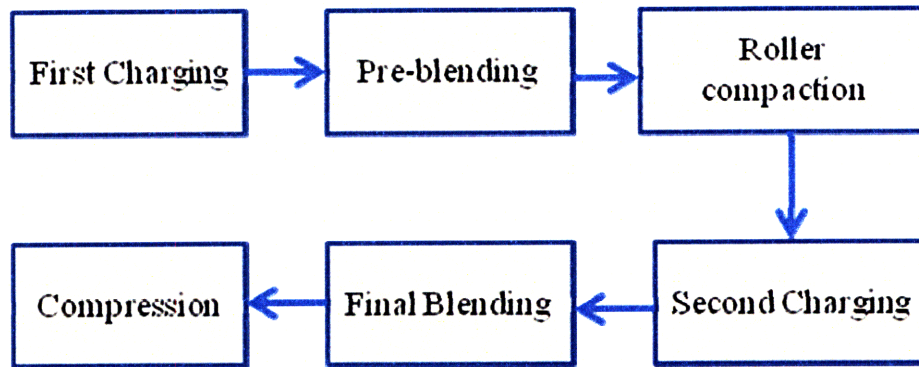 First Charging
Pre-blending
Roller
compaction
Second Charging
Final Blending
Compression